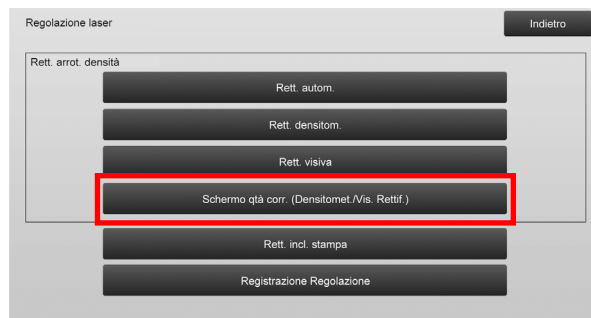 Regolazione laser
Indietro
Rett. arrot. densità
Rett. autom.
Rett. densitom.
Rett. visiva
Schermo qtà corr. (Densitomet./Vis. Rettif.)
Rett. incl. stampa
Registrazione Regolazione